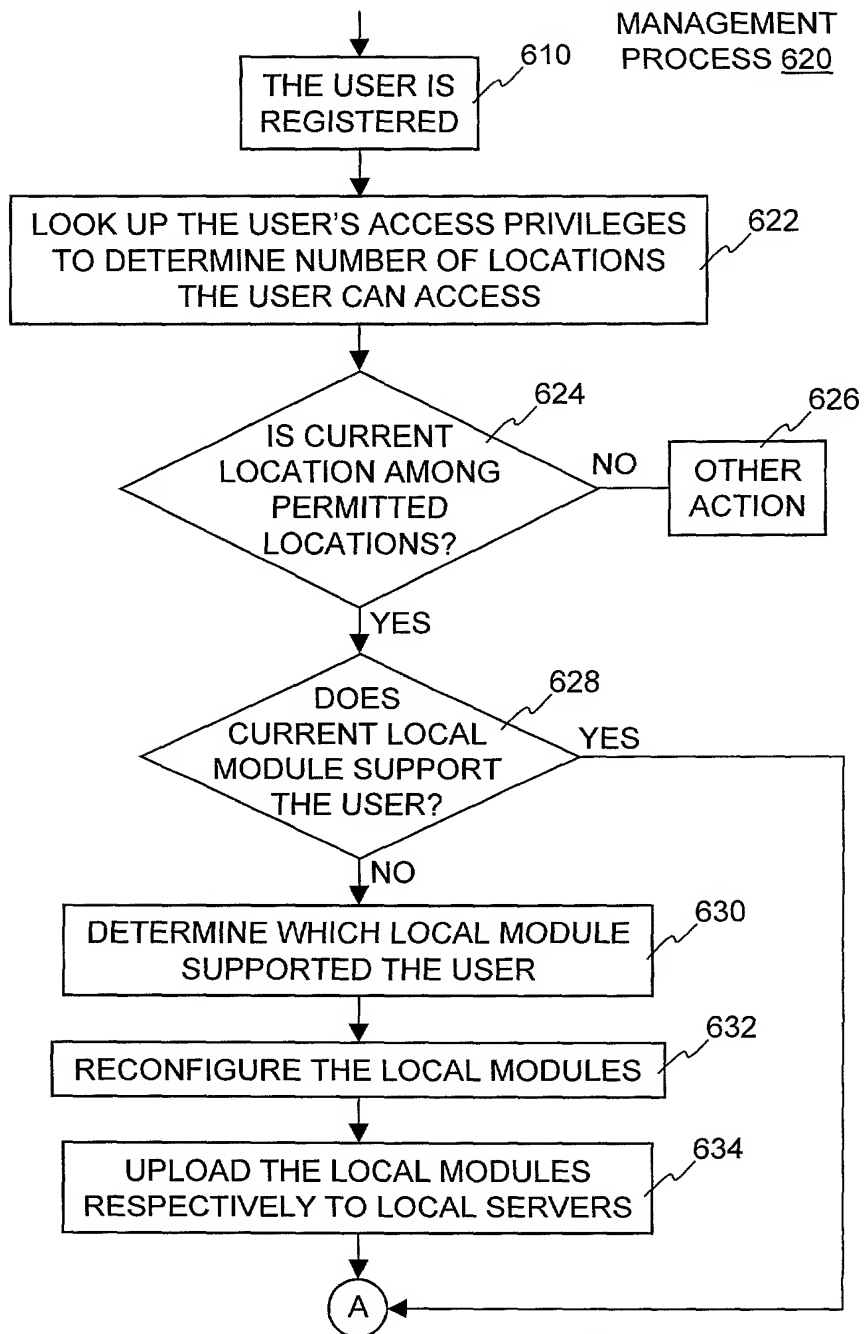 MANAGEMENT
PROCESS 620
610
THE USER IS
REGISTERED
622
LOOK UP THE USER'S ACCESS PRIVILEGES
TO DETERMINE NUMBER OF LOCATIONS
THE USER CAN ACCESS
624
IS CURRENT
LOCATION AMONG
PERMITTED
LOCATIONS?
NO
626
OTHER
ACTION
YES
628
DOES
CURRENT LOCAL
MODULE SUPPORT
THE USER?
YES
NO
630
DETERMINE WHICH LOCAL MODULE
SUPPORTED THE USER
632
RECONFIGURE THE LOCAL MODULES
634
UPLOAD THE LOCAL MODULES
RESPECTIVELY TO LOCAL SERVERS
A